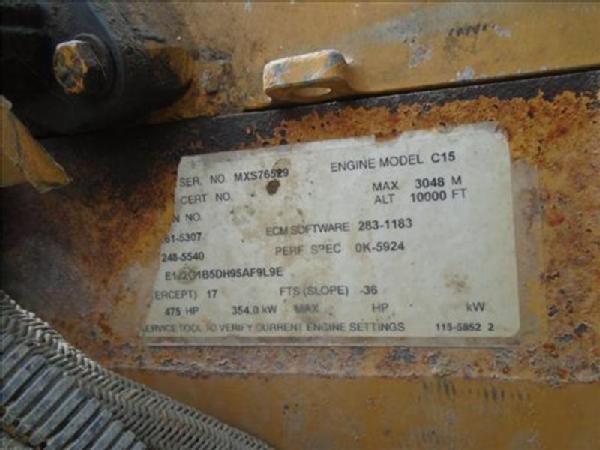 SER. NO. MXS76529 ENGINE MODEL C15
CERT NO. MAX 3048 M
N NO. ALT 10000 FT
61-5307 ECM SOFTWARE 283-1183
248-5540 PERF SPEC 0K-5924
ERCEPT) 17 FTS (SLOPE) -36
475 HP 354.0 kW MAX HP kW
SERVICE TOOL TO VERIFY CURRENT ENGINE SETTINGS 115-5852 2